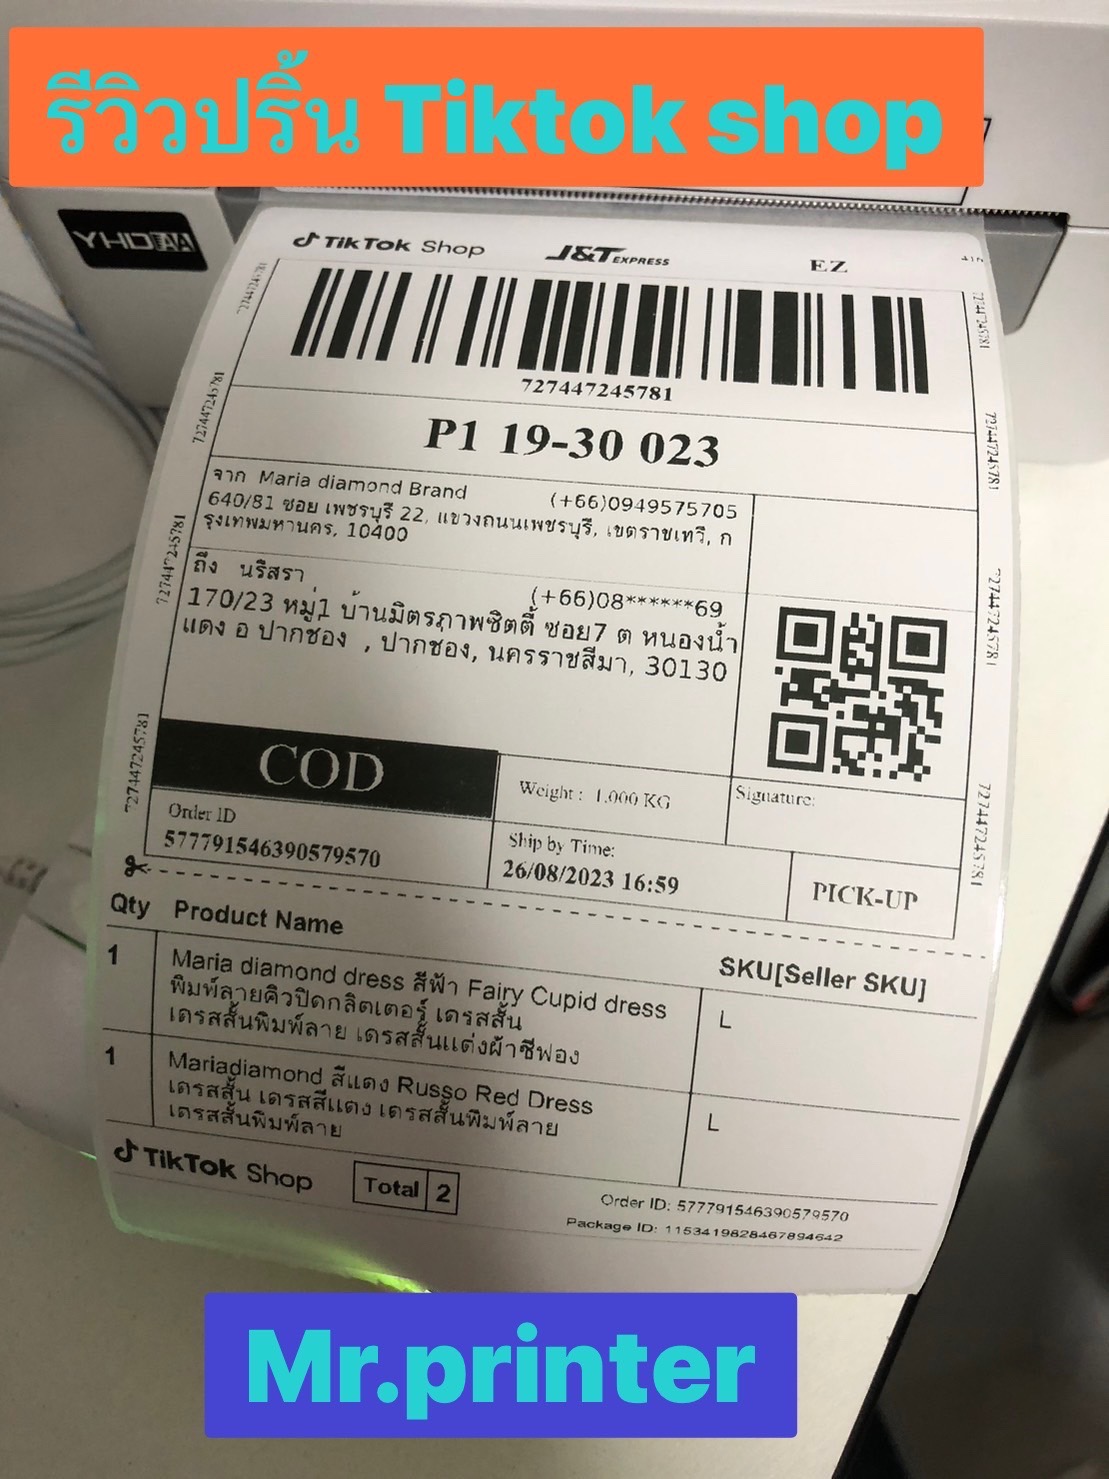 รีวิวปริ้น Tiktok shop
YHDAA
TikTok Shop J&T EXPRESS EZ
727447245781
727447245781
727447245781
727447245781
727447245781
727447245781
727447245781
727447245781
727447245781
P1 19-30 023
จาก Maria diamond Brand (+66)0949575705
640/81 ซอย เพชรบุรี 22, แขวงถนนเพชรบุรี, เขตราชเทวี, ก
รุงเทพมหานคร, 10400
ถึง นริสรา (+66)08******69
170/23 หมู่1 บ้านมิตรภาพซิตตี้ ซอย7 ต หนองน้ำ
แดง อ ปากช่อง , ปากช่อง, นครราชสีมา, 30130
COD
Weight : 1.000 KG
Signature:
Order ID
577791546390579570
Ship by Time:
26/08/2023 16:59
PICK-UP
Qty Product Name SKU[Seller SKU]
1 Maria diamond dress สีฟ้า Fairy Cupid dress L
พิมพ์ลายคิวปิดกลิตเตอร์ เดรสสั้น
เดรสสั้นพิมพ์ลาย เดรสสั้นแต่งผ้าชีฟอง
1 Mariadiamond สีแดง Russo Red Dress L
เดรสสั้น เดรสสีแดง เดรสสั้นพิมพ์ลาย
เดรสสั้นพิมพ์ลาย
TikTok Shop Total 2
Order ID: 577791546390579570
Package ID: 1153419828467894642
Mr.printer